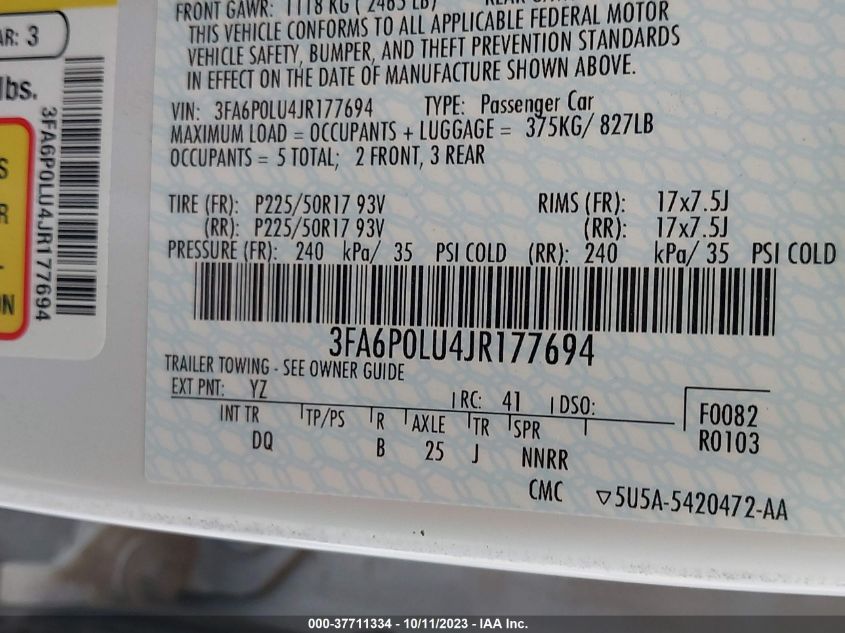 FRONT GAWR: 1118 KG ( 2465 LB)
THIS VEHICLE CONFORMS TO ALL APPLICABLE FEDERAL MOTOR
VEHICLE SAFETY, BUMPER, AND THEFT PREVENTION STANDARDS
IN EFFECT ON THE DATE OF MANUFACTURE SHOWN ABOVE.
VIN: 3FA6P0LU4JR177694 TYPE: Passenger Car
MAXIMUM LOAD = OCCUPANTS + LUGGAGE = 375KG/ 827LB
OCCUPANTS = 5 TOTAL; 2 FRONT, 3 REAR
TIRE (FR): P225/50R17 93V RIMS (FR): 17x7.5J
(RR): P225/50R17 93V (RR): 17x7.5J
PRESSURE (FR): 240 kPa/ 35 PSI COLD (RR): 240 kPa/ 35 PSI COLD
3FA6P0LU4JR177694
TRAILER TOWING - SEE OWNER GUIDE
EXT PNT: YZ RC: 41 DSO:
INT TR TP/PS R AXLE TR SPR
DQ B 25 J NNRR
F0082
R0103
CMC ▽5U5A-5420472-AA
AR: 3
lbs.
3FA6P0LU4JR177694
000-37711334 - 10/11/2023 - IAA Inc.